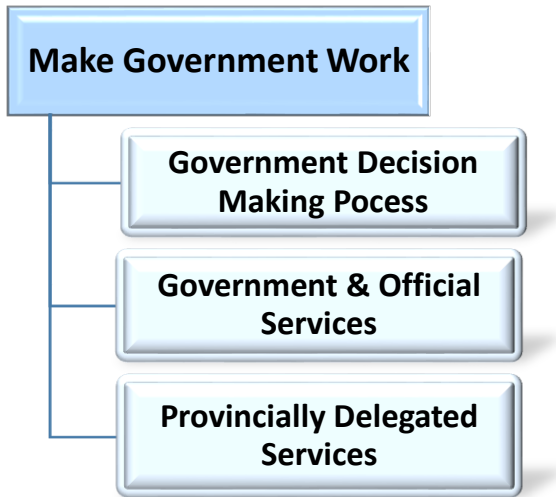 Make Government Work
Government Decision
Making Pocess
Government & Official
Services
Provincially Delegated
Services